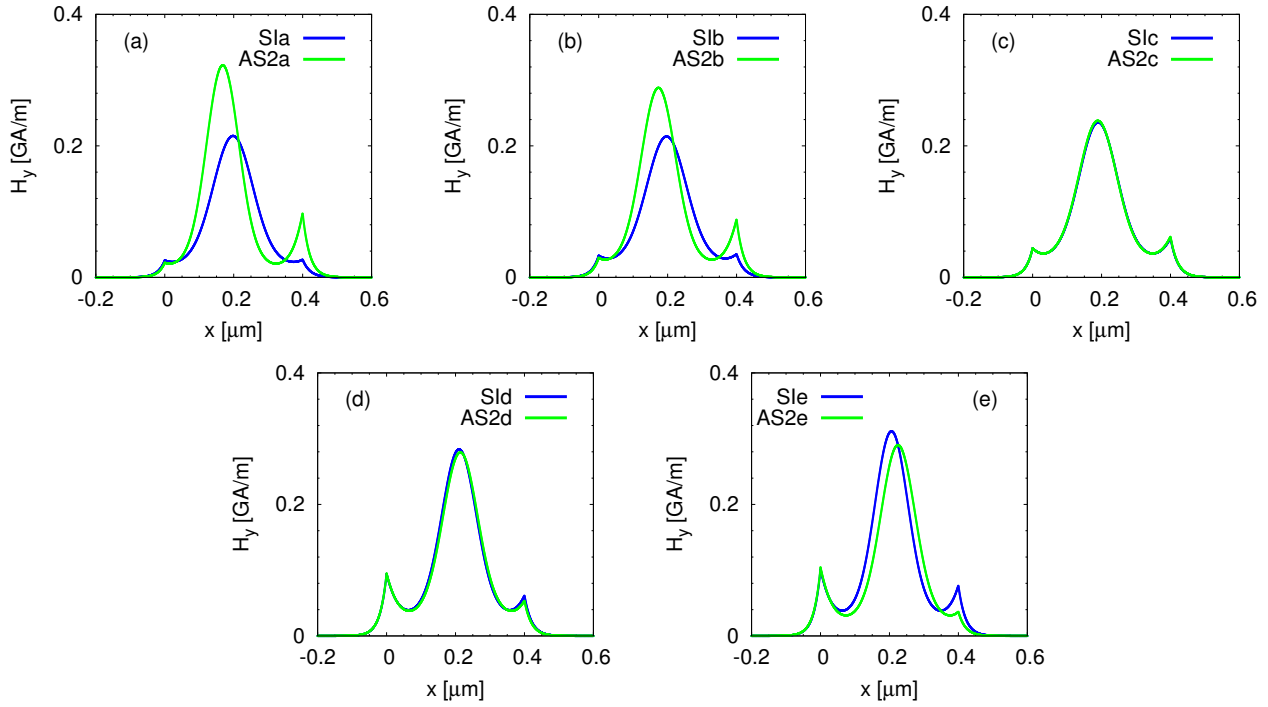 (a) SIa
AS2a
H_y [GA/m]
0.4
0.2
0
-0.2 0 0.2 0.4 0.6
x [μm]
(b) SIb
AS2b
H_y [GA/m]
0.4
0.2
0
-0.2 0 0.2 0.4 0.6
x [μm]
(c) SIc
AS2c
H_y [GA/m]
0.4
0.2
0
-0.2 0 0.2 0.4 0.6
x [μm]
(d) SId
AS2d
H_y [GA/m]
0.4
0.2
0
-0.2 0 0.2 0.4 0.6
x [μm]
SIe (e)
AS2e
H_y [GA/m]
0.4
0.2
0
-0.2 0 0.2 0.4 0.6
x [μm]